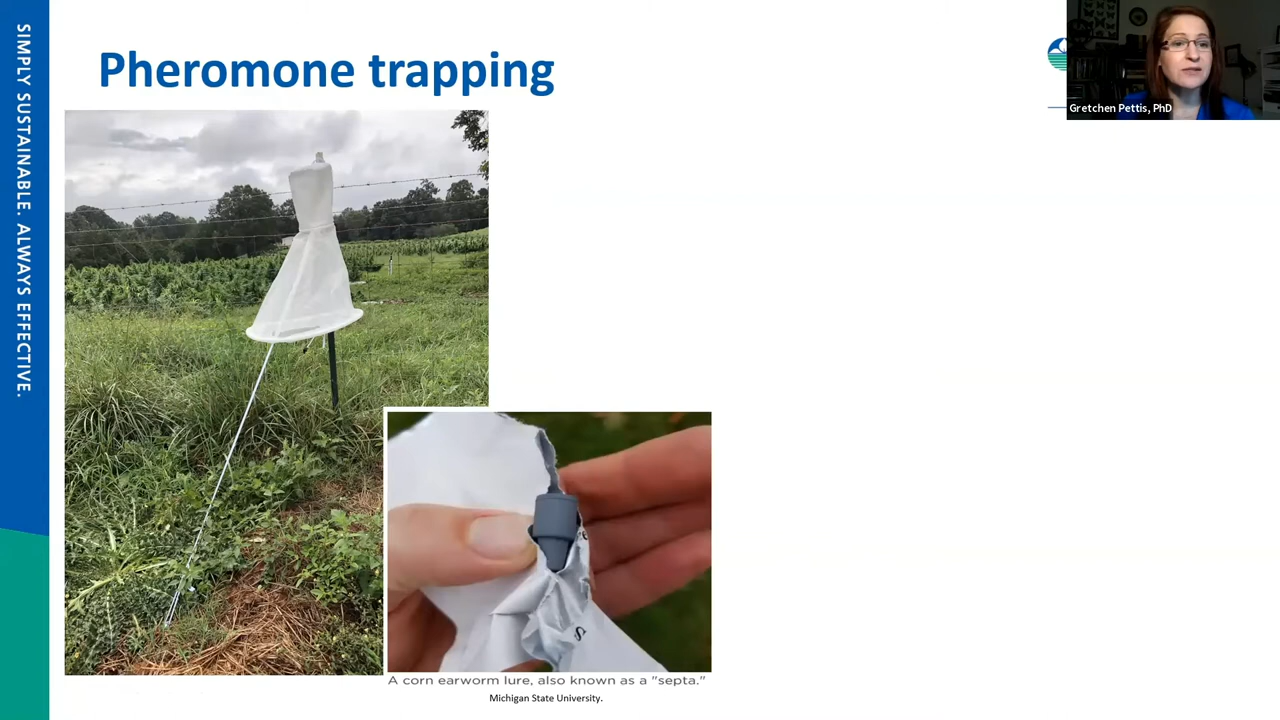 SIMPLY SUSTAINABLE. ALWAYS EFFECTIVE.
Pheromone trapping
Gretchen Pettis, PhD
S
A corn earworm lure, also known as a "septa."
Michigan State University.